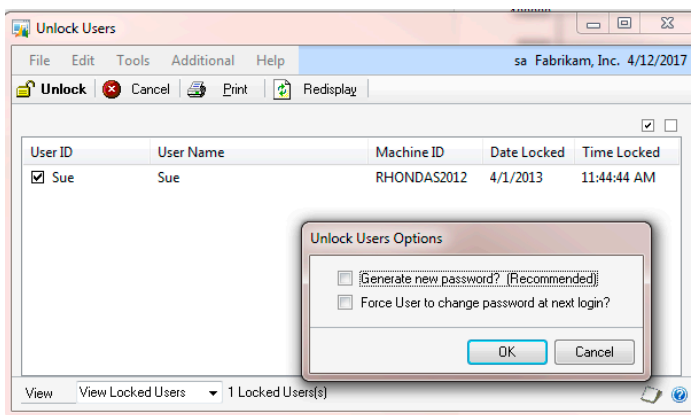 Unlock Users
File Edit Tools Additional Help sa Fabrikam, Inc. 4/12/2017
Unlock Cancel Print Redisplay
User ID User Name Machine ID Date Locked Time Locked
Sue Sue RHONDAS2012 4/1/2013 11:44:44 AM
Unlock Users Options
Generate new password? (Recommended)
Force User to change password at next login?
OK Cancel
View View Locked Users 1 Locked Users(s)